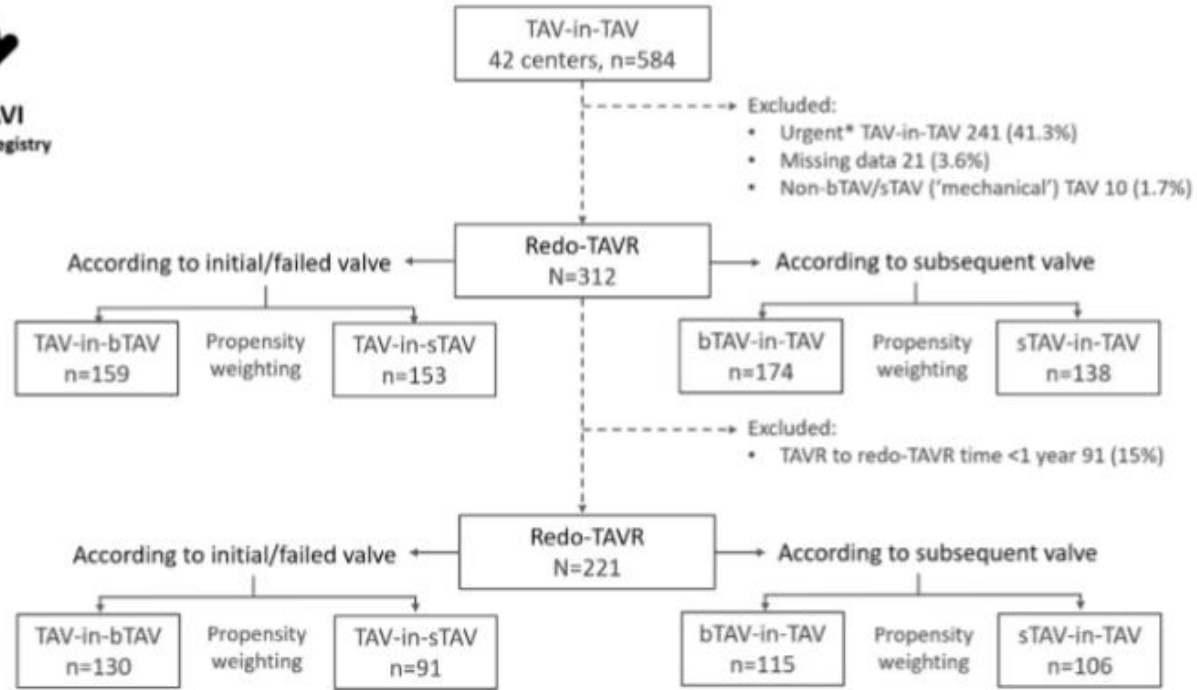 TAV-in-TAV
42 centers, n=584
VI
egistry
Excluded:
• Urgent* TAV-in-TAV 241 (41.3%)
• Missing data 21 (3.6%)
• Non-bTAV/sTAV ('mechanical') TAV 10 (1.7%)
Redo-TAVR
N=312
According to initial/failed valve
According to subsequent valve
TAV-in-bTAV
n=159
Propensity
weighting
TAV-in-sTAV
n=153
bTAV-in-TAV
n=174
Propensity
weighting
sTAV-in-TAV
n=138
Excluded:
• TAVR to redo-TAVR time <1 year 91 (15%)
Redo-TAVR
N=221
According to initial/failed valve
According to subsequent valve
TAV-in-bTAV
n=130
Propensity
weighting
TAV-in-sTAV
n=91
bTAV-in-TAV
n=115
Propensity
weighting
sTAV-in-TAV
n=106